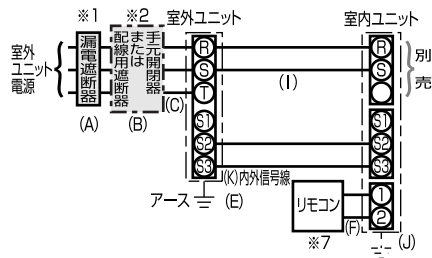 ※1
※2
室外ユニット
室内ユニット
室外
ユニット
電源
漏電遮断器
手元開閉器
または
配線用遮断器
(A)
(B)
(C)
R
S
T
S1
S2
S3
R
S
S1
S2
S3
1
2
(I)
別売
(K)内外信号線
アース
(E)
リモコン
※7
(F)
(J)